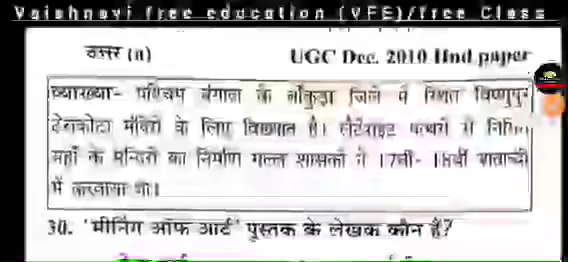 Vaishnavi free education (VFE)/free Class
उत्तर (a) UGC Dec. 2010 IInd paper
व्याख्या- पश्चिम बंगाल के बाँकुड़ा जिले में स्थित विष्णुपुर
टेराकोटा मंदिरों के लिए विख्यात है। लैटेराइट पत्थरों से निर्मित
यहाँ के मन्दिरों का निर्माण मल्ल शासकों ने 17वीं- 18वीं शताब्दी
में करवाया था।
30. 'मीनिंग ऑफ आर्ट' पुस्तक के लेखक कौन हैं?